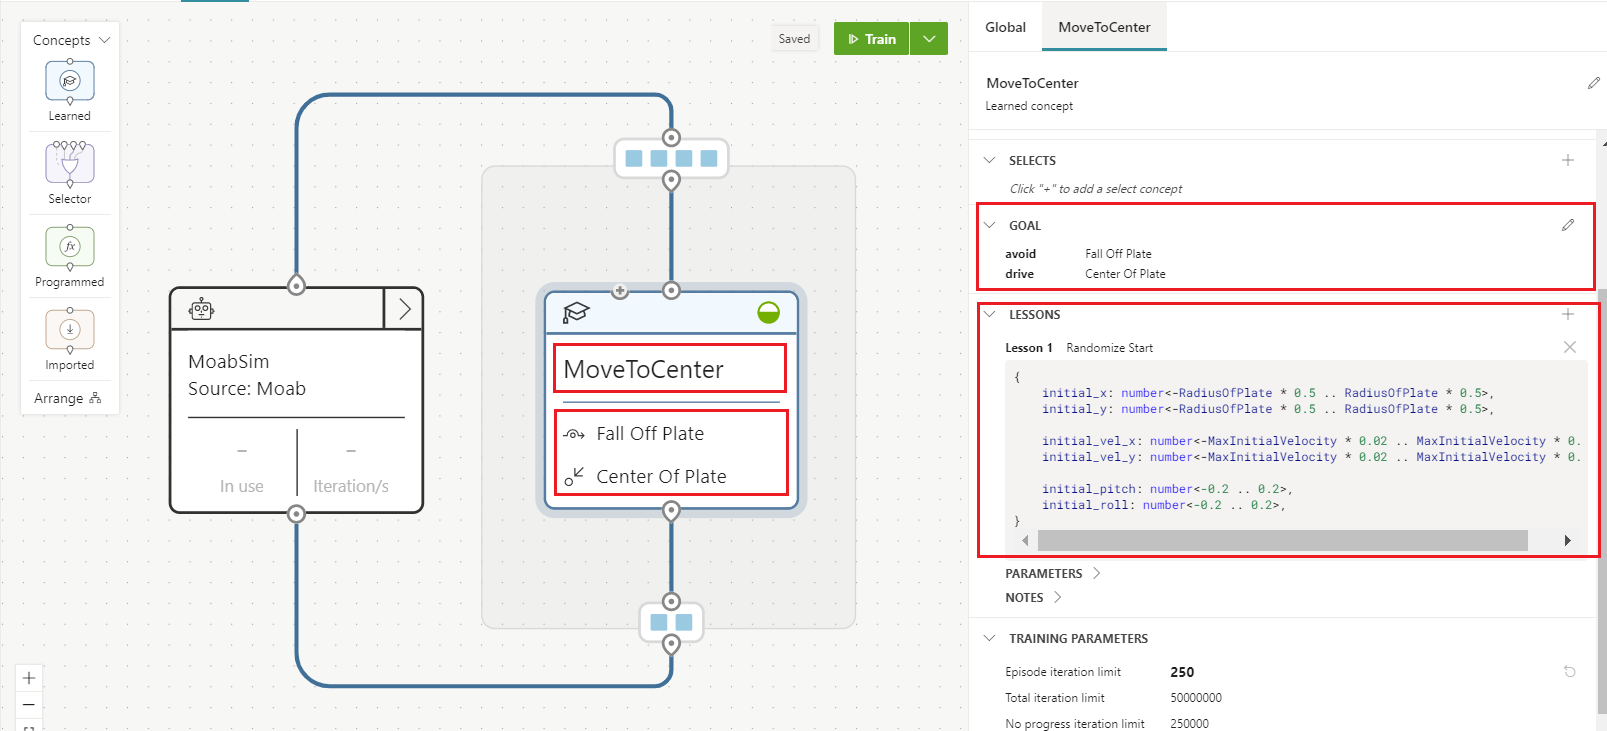 Concepts
Learned
Selector
fx
Programmed
Imported
Arrange
Saved
Train
MoabSim
Source: Moab
–
–
In use
Iteration/s
MoveToCenter
Fall Off Plate
Center Of Plate
Global
MoveToCenter
MoveToCenter
Learned concept
SELECTS
Click "+" to add a select concept
GOAL
avoid Fall Off Plate
drive Center Of Plate
LESSONS
Lesson 1 Randomize Start
{
initial_x: number<-RadiusOfPlate * 0.5 .. RadiusOfPlate * 0.5>,
initial_y: number<-RadiusOfPlate * 0.5 .. RadiusOfPlate * 0.5>,
initial_vel_x: number<-MaxInitialVelocity * 0.02 .. MaxInitialVelocity * 0.
initial_vel_y: number<-MaxInitialVelocity * 0.02 .. MaxInitialVelocity * 0.
initial_pitch: number<-0.2 .. 0.2>,
initial_roll: number<-0.2 .. 0.2>,
}
PARAMETERS
NOTES
TRAINING PARAMETERS
Episode iteration limit 250
Total iteration limit 50000000
No progress iteration limit 250000